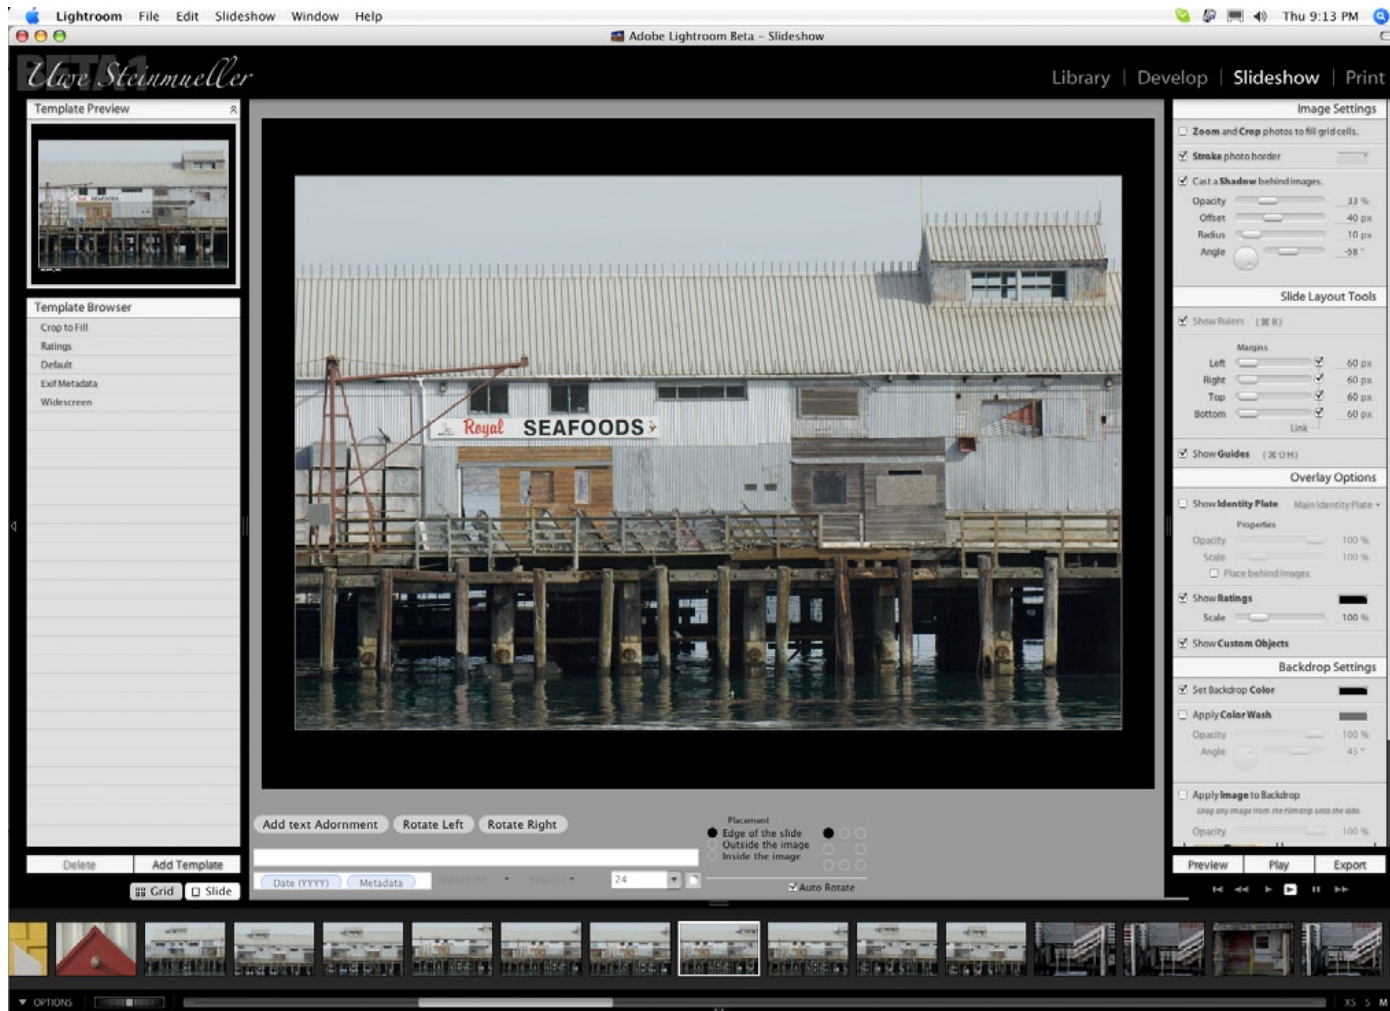 Lightroom File Edit Slideshow Window Help
Thu 9:13 PM
Adobe Lightroom Beta – Slideshow
BETA 1
Uwe Steinmueller
Library | Develop | Slideshow | Print
Template Preview
Royal SEAFOODS
Template Browser
Crop to Fill
Ratings
Default
Exif Metadata
Widescreen
Delete
Add Template
Grid
Slide
Royal SEAFOODS
Add text Adornment
Rotate Left
Rotate Right
Date (YYYY)
Metadata
24
Placement
Edge of the slide
Outside the image
Inside the image
Auto Rotate
Image Settings
Zoom and Crop photos to fill grid cells.
Stroke photo border
Cast a Shadow behind images.
Opacity 33 %
Offset 40 px
Radius 10 px
Angle -58 °
Slide Layout Tools
Show Rulers (⌘ R)
Margins
Left 60 px
Right 60 px
Top 60 px
Bottom 60 px
Link
Show Guides
Overlay Options
Show Identity Plate Main Identity Plate
Properties
Opacity 100 %
Scale 100 %
Place behind images
Show Ratings
Scale 100 %
Show Custom Objects
Backdrop Settings
Set Backdrop Color
Apply Color Wash
Opacity 100 %
Angle 45 °
Apply Image to Backdrop
Drag any image from the Filmstrip onto the slide.
Opacity 100 %
Preview
Play
Export
OPTIONS
XS S M